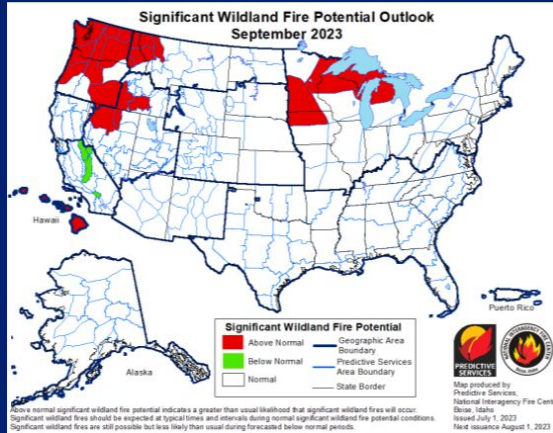 Significant Wildland Fire Potential Outlook
September 2023
Hawaii
Puerto Rico
Alaska
Significant Wildland Fire Potential
Above Normal
Below Normal
Normal
Geographic Area
Boundary
Predictive Services
Area Boundary
State Border
PREDICTIVE
SERVICES
Map produced by
Predictive Services,
National Interagency Fire Cent
Boise, Idaho
Issued July 1, 2023
Next issuance August 1, 2023
Above normal significant wildland fire potential indicates a greater than usual likelihood that significant wildland fires will occur.
Significant wildland fires should be expected at typical times and intervals during normal significant wildland fire potential conditions.
Significant wildland fires are still possible but less likely than usual during forecasted below normal periods.